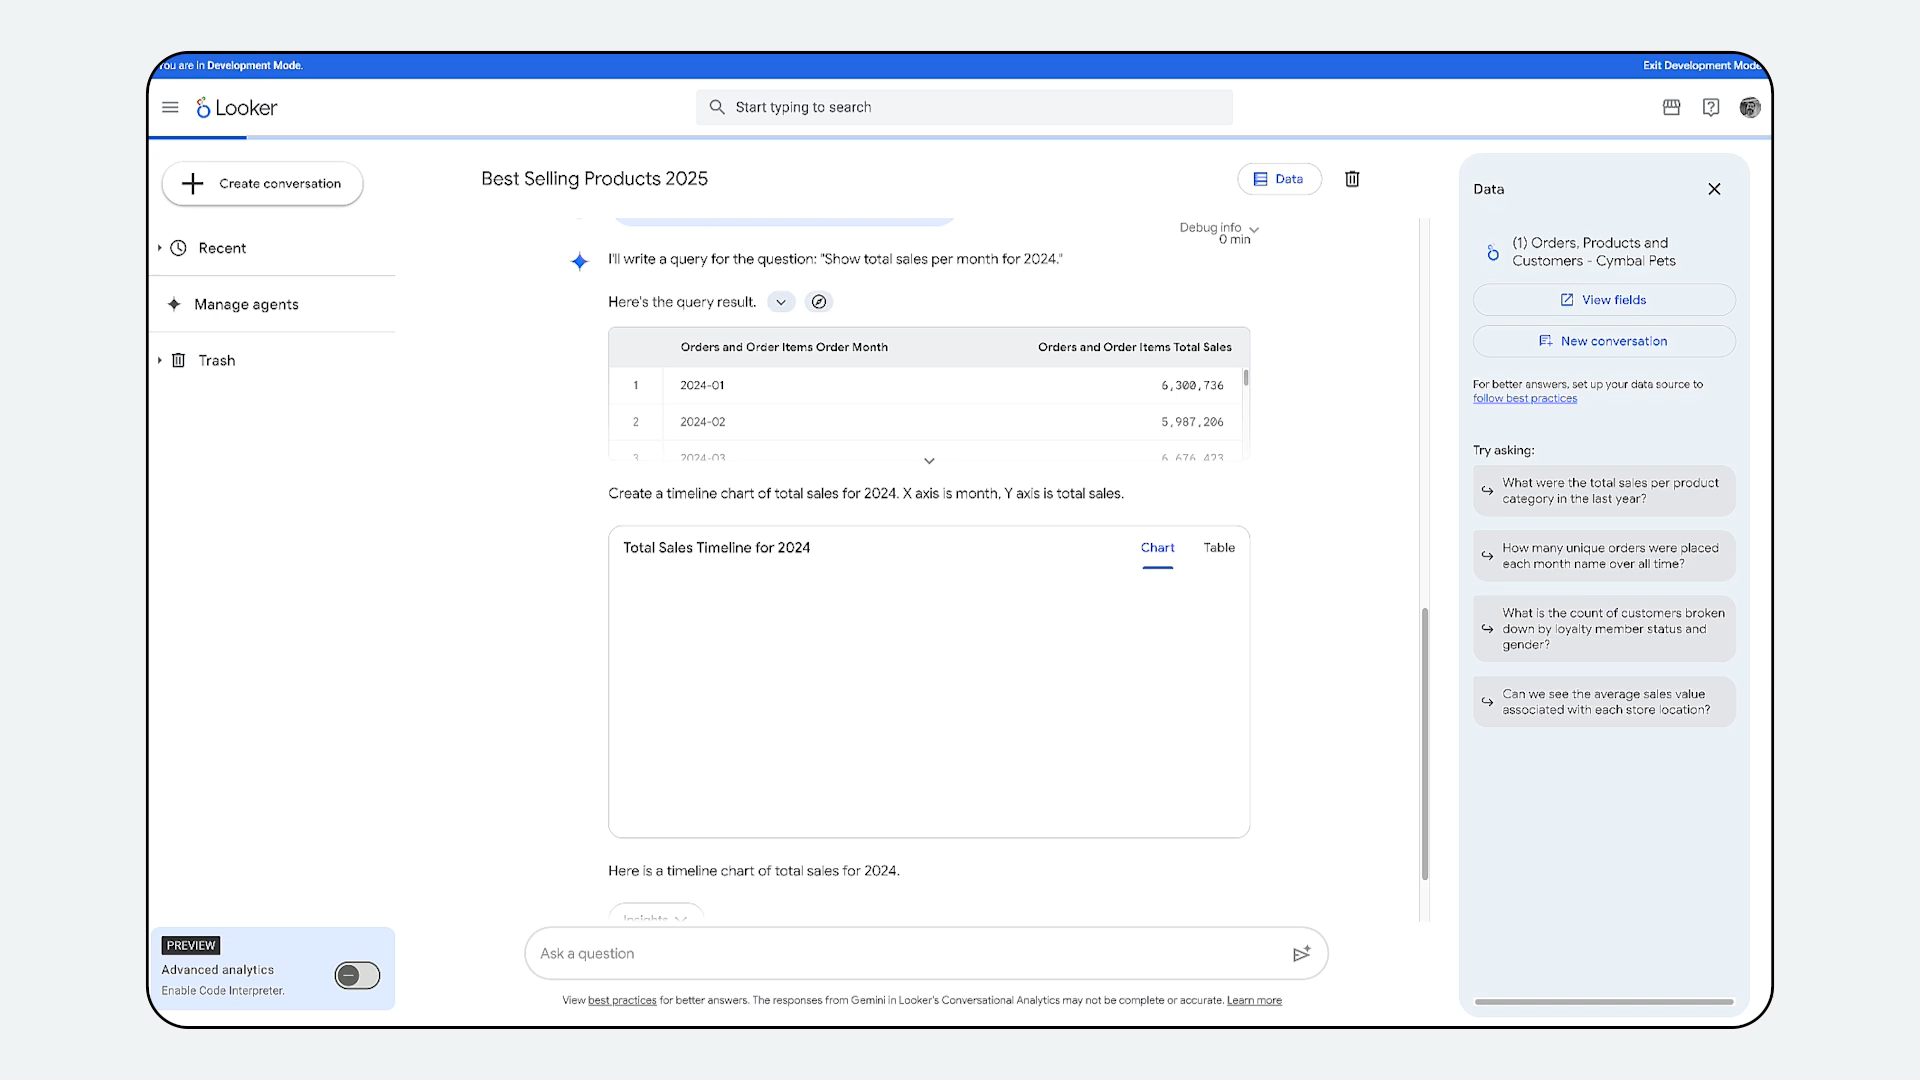 You are in Development Mode.
Exit Development Mode
Looker
Start typing to search
Create conversation
Recent
Manage agents
Trash
PREVIEW
Advanced analytics
Enable Code Interpreter.
Best Selling Products 2025
Data
Debug info
0 min
I'll write a query for the question: "Show total sales per month for 2024."
Here's the query result.
Orders and Order Items Order Month
Orders and Order Items Total Sales
1
2024-01
6,300,736
2
2024-02
5,987,206
3
2024-03
6,676,423
Create a timeline chart of total sales for 2024. X axis is month, Y axis is total sales.
Total Sales Timeline for 2024
Chart
Table
Here is a timeline chart of total sales for 2024.
Insights
Ask a question
View best practices for better answers. The responses from Gemini in Looker's Conversational Analytics may not be complete or accurate. Learn more
Data
(1) Orders, Products and
Customers - Cymbal Pets
View fields
New conversation
For better answers, set up your data source to
follow best practices
Try asking:
What were the total sales per product
category in the last year?
How many unique orders were placed
each month name over all time?
What is the count of customers broken
down by loyalty member status and
gender?
Can we see the average sales value
associated with each store location?